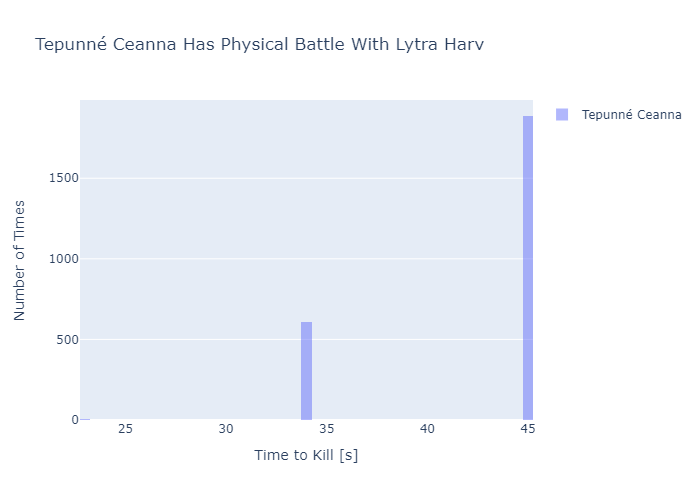 Tepunné Ceanna Has Physical Battle With Lytra Harv
Tepunné Ceanna
1500
1000
500
0
Number of Times
25 30 35 40 45
Time to Kill [s]